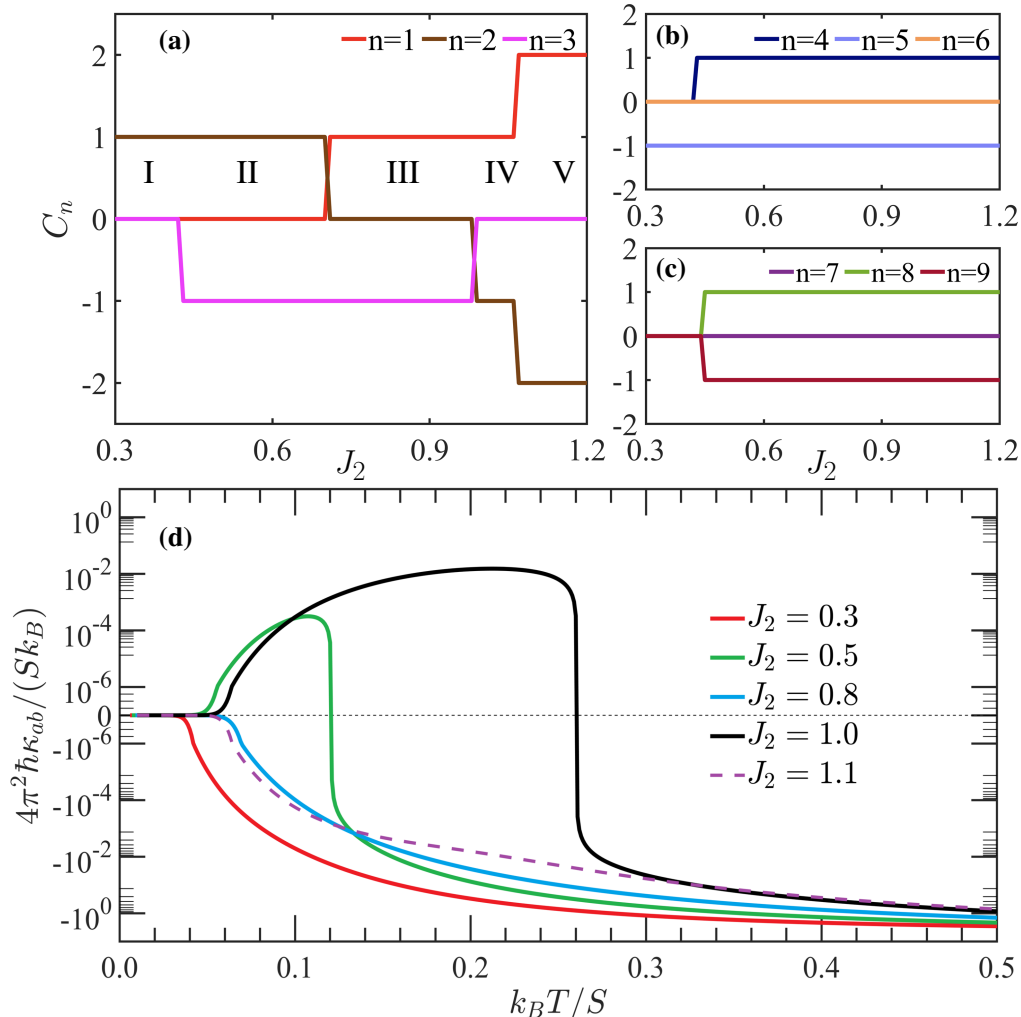 (a) n=1 n=2 n=3
2
1
0
-1
-2
I II III IV V
C_n
0.3 0.6 0.9 1.2
J_2
(b) n=4 n=5 n=6
2
1
0
-1
-2
0.3 0.6 0.9 1.2
(c) n=7 n=8 n=9
2
1
0
-1
-2
0.3 0.6 0.9 1.2
J_2
(d)
10^0
10^-2
10^-4
10^-6
0
-10^-6
-10^-4
-10^-2
-10^0
4π^2ħκ_ab/(Sk_B)
J_2 = 0.3
J_2 = 0.5
J_2 = 0.8
J_2 = 1.0
J_2 = 1.1
0.0 0.1 0.2 0.3 0.4 0.5
k_BT/S